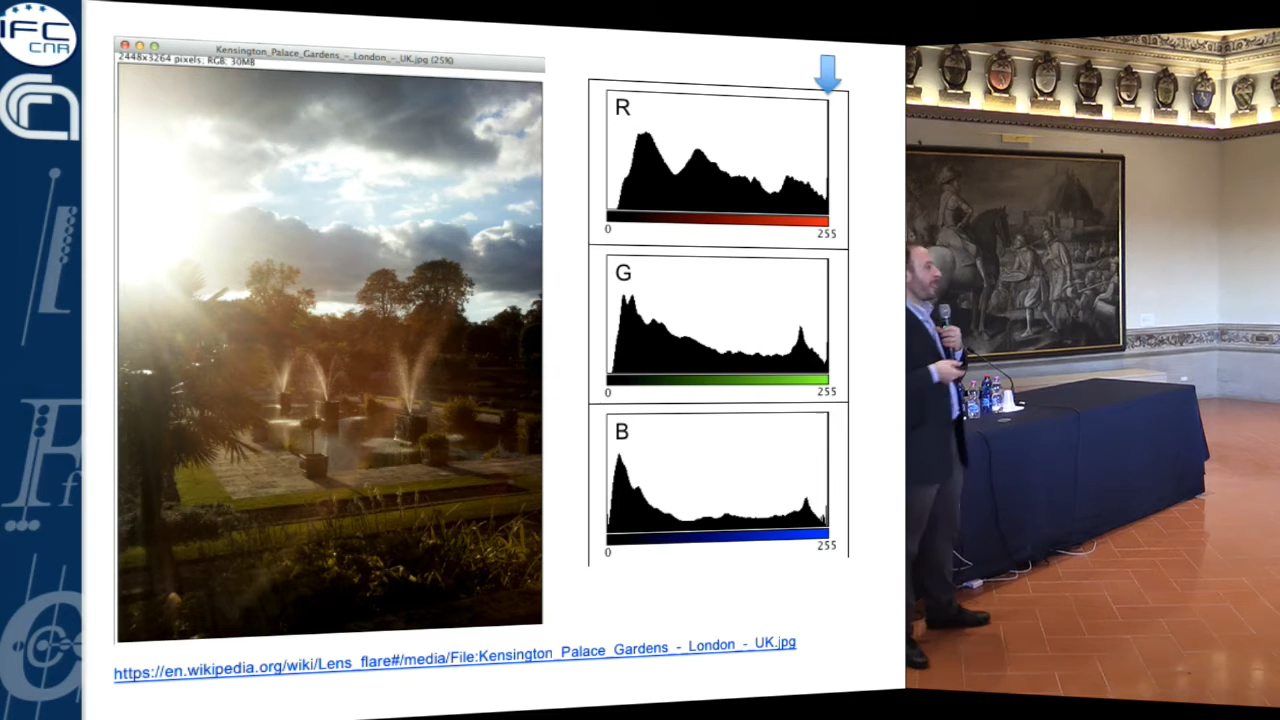 IFC
CNR
Kensington_Palace_Gardens_-_London_-_UK.jpg (25%)
2448x3264 pixels; RGB; 30MB
R
0 255
G
0 255
B
0 255
https://en.wikipedia.org/wiki/Lens_flare#/media/File:Kensington_Palace_Gardens_-_London_-_UK.jpg